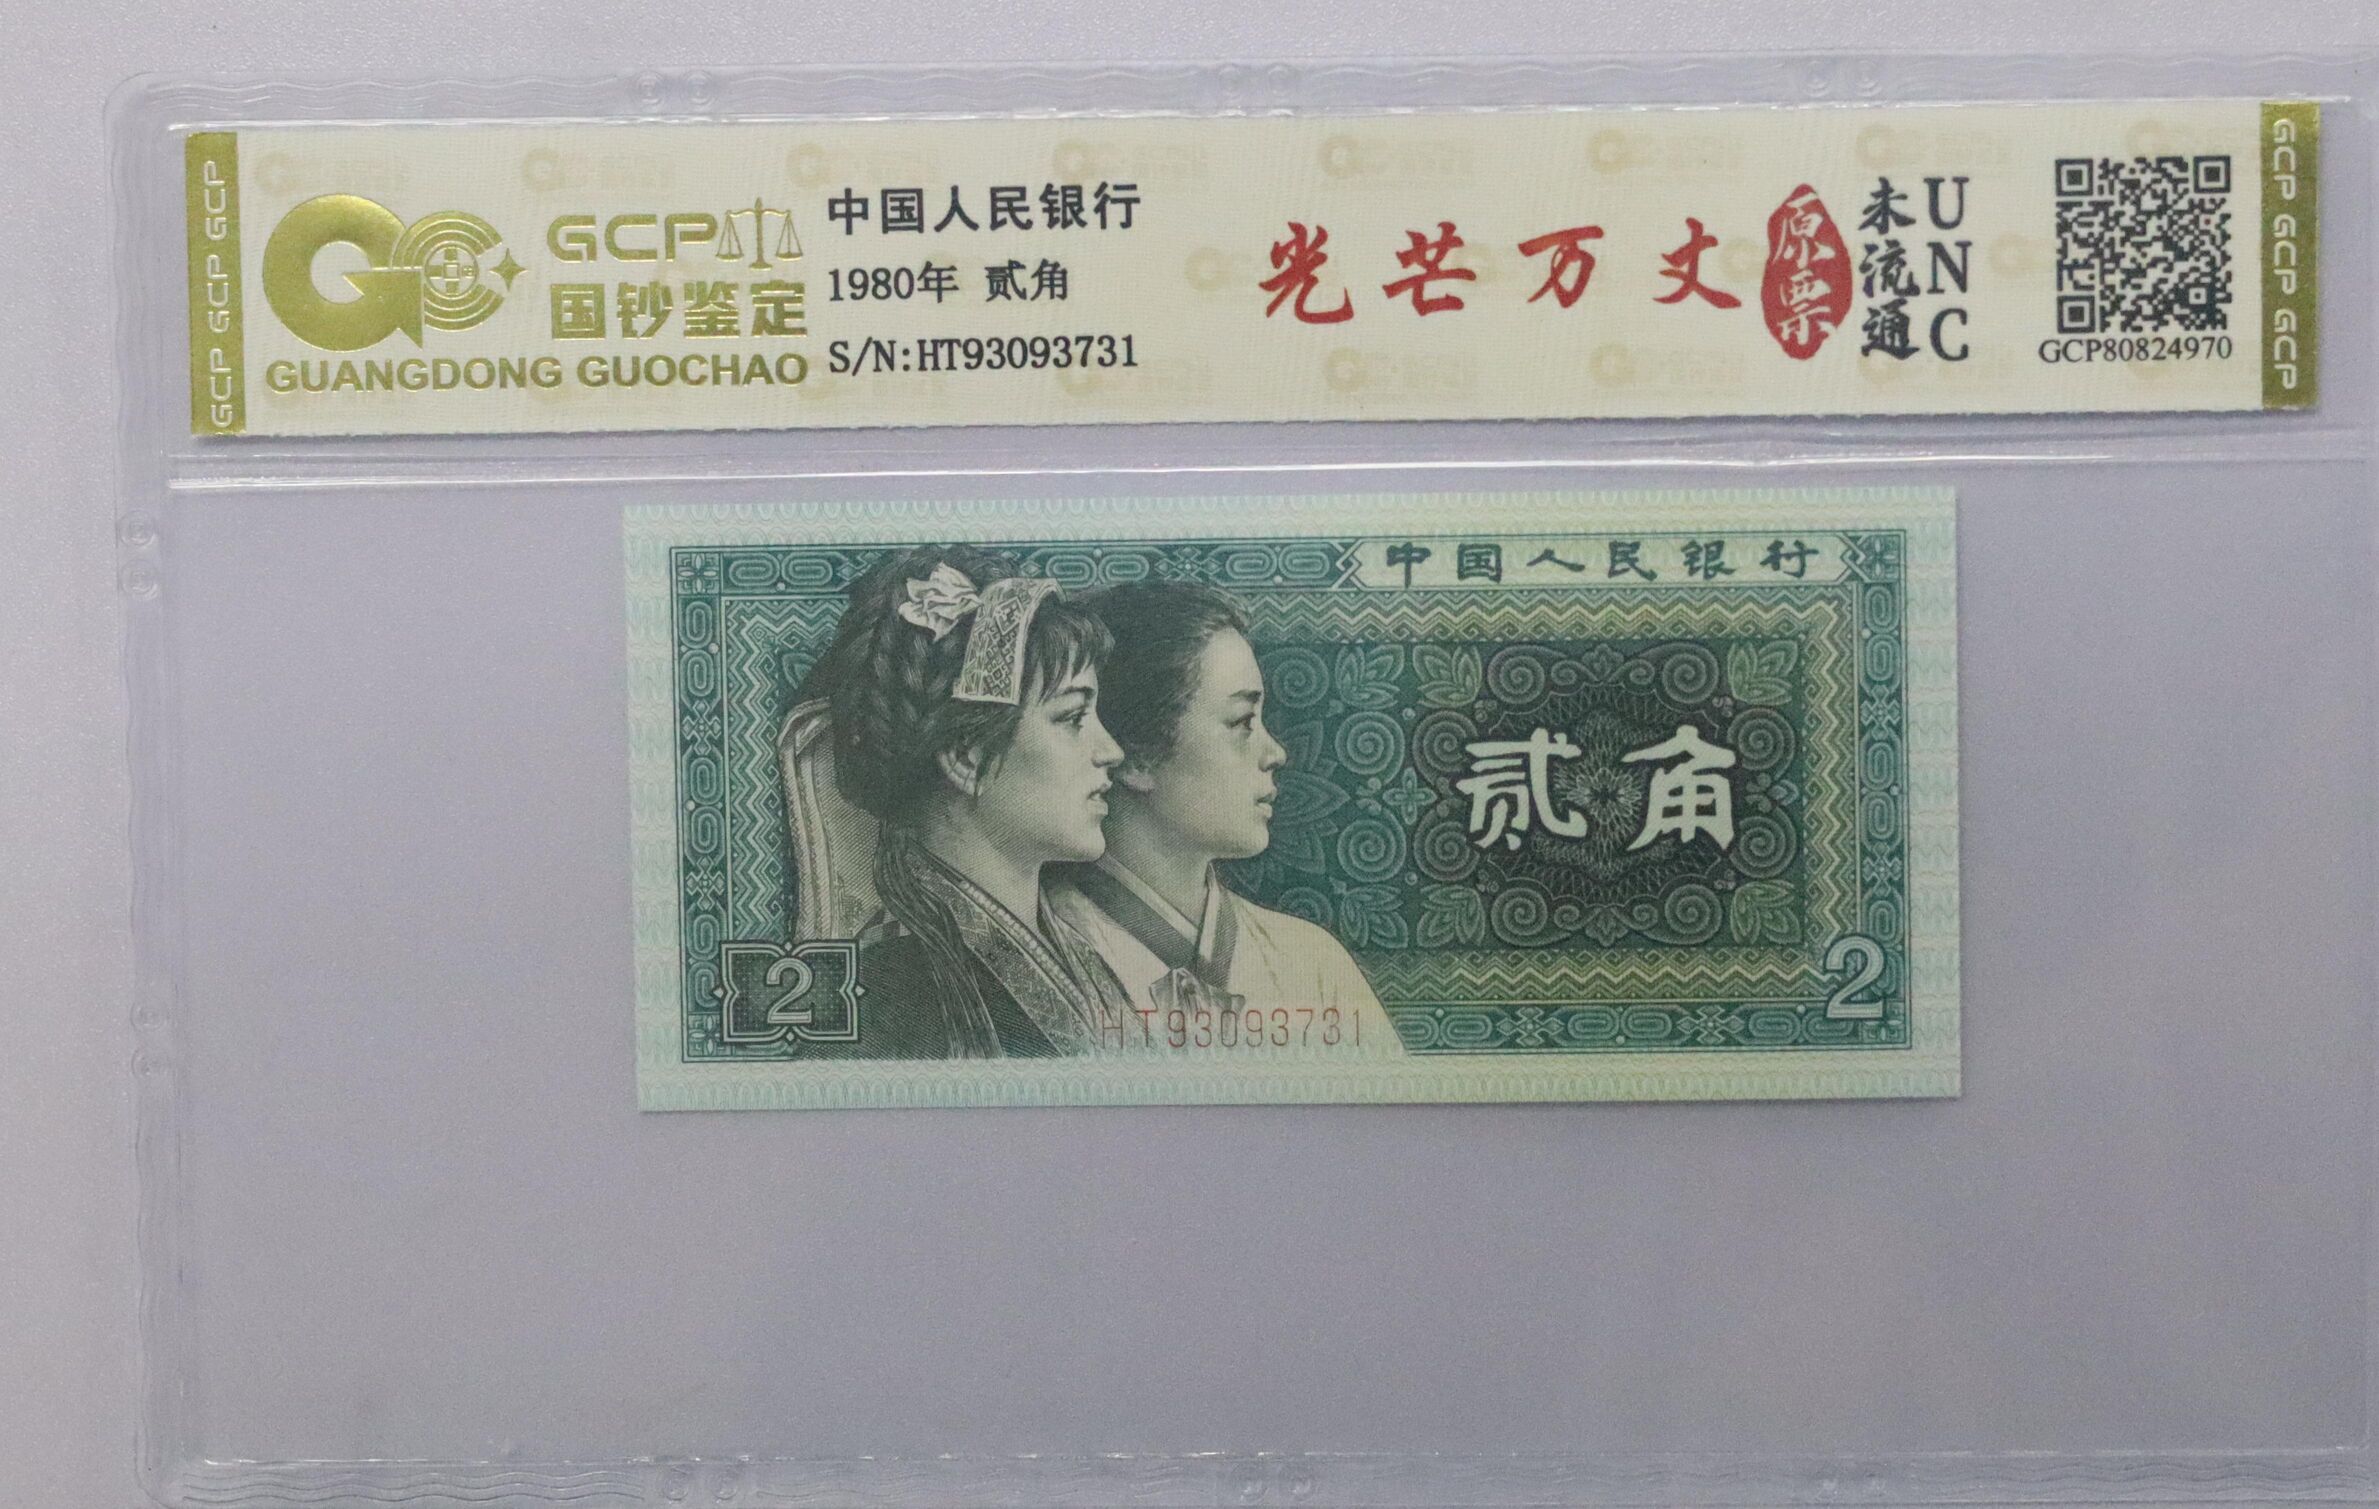 GCP GCP GCP
GCP
国钞鉴定
GUANGDONG GUOCHAO
中国人民银行
1980年 贰角
S/N:HT93093731
光芒万丈
原票
未流通
UNC
GCP80824970
GCP GCP GCP
中国人民银行
贰角
2
2
HT93093731